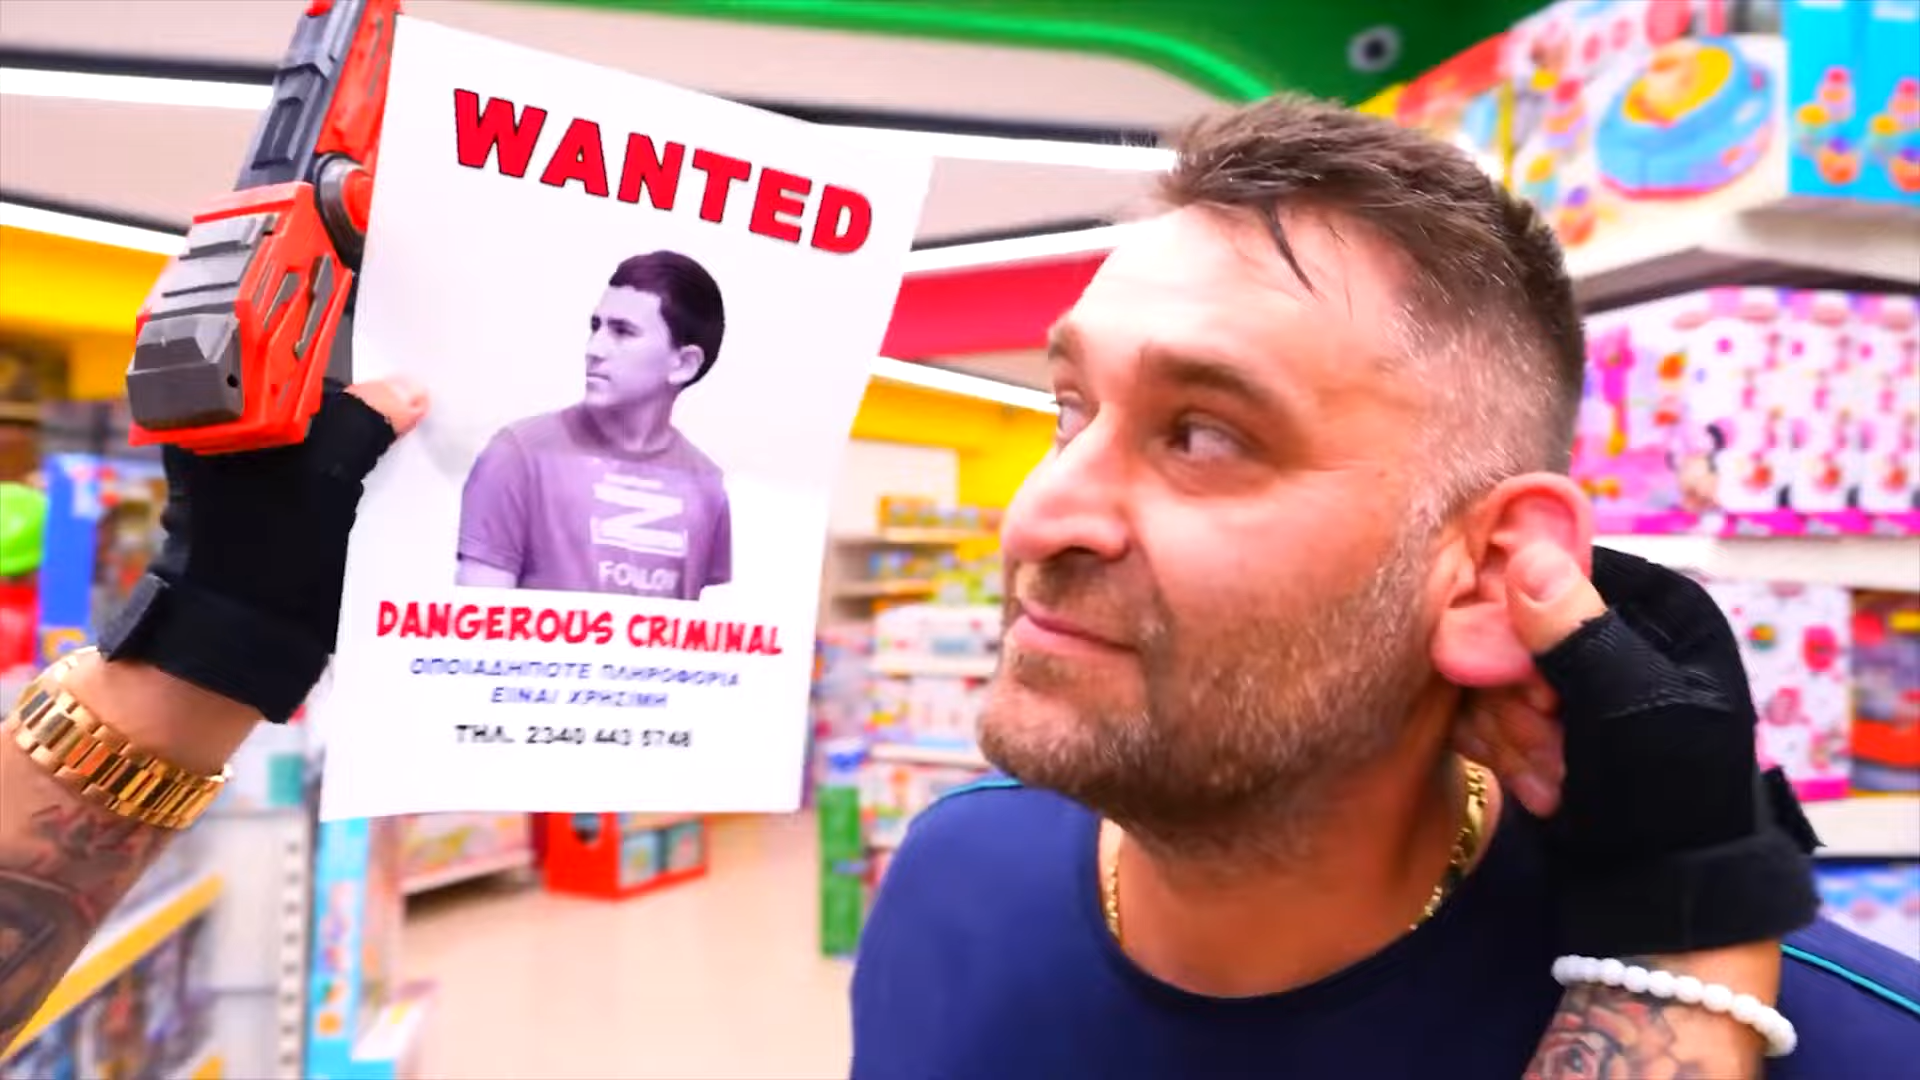 WANTED
FOLLOW
DANGEROUS CRIMINAL
ΟΠΟΙΑΔΗΠΟΤΕ ΠΛΗΡΟΦΟΡΙΑ
ΕΙΝΑΙ ΧΡΗΣΙΜΗ
ΤΗΛ. 2340 443 5748